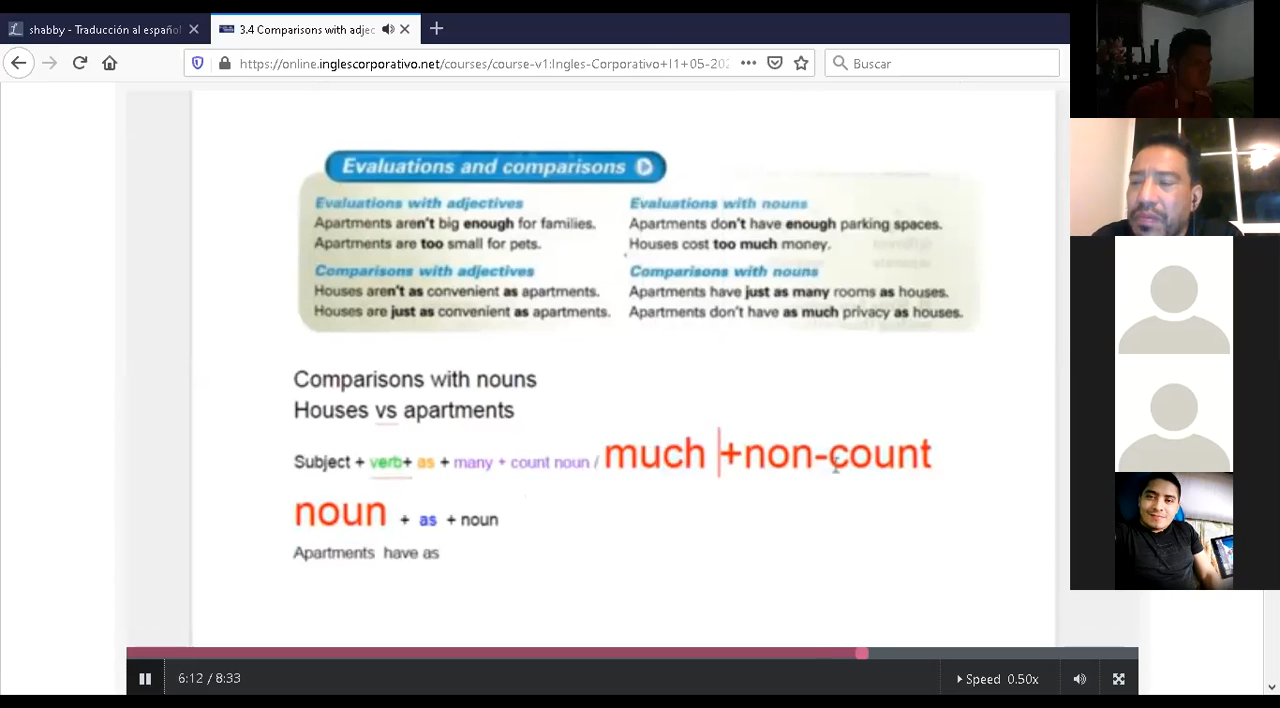 shabby - Traducción al español
3.4 Comparisons with adjec
https://online.inglescorporativo.net/courses/course-v1:Ingles-Corporativo+I1+05-202
Buscar
Evaluations and comparisons
Evaluations with adjectives
Apartments aren't big enough for families.
Apartments are too small for pets.
Comparisons with adjectives
Houses aren't as convenient as apartments.
Houses are just as convenient as apartments.
Evaluations with nouns
Apartments don't have enough parking spaces.
Houses cost too much money.
Comparisons with nouns
Apartments have just as many rooms as houses.
Apartments don't have as much privacy as houses.
Comparisons with nouns
Houses vs apartments
Subject + verb+ as + many + count noun / much +non-count
noun + as + noun
Apartments have as
6:12 / 8:33
Speed 0.50x